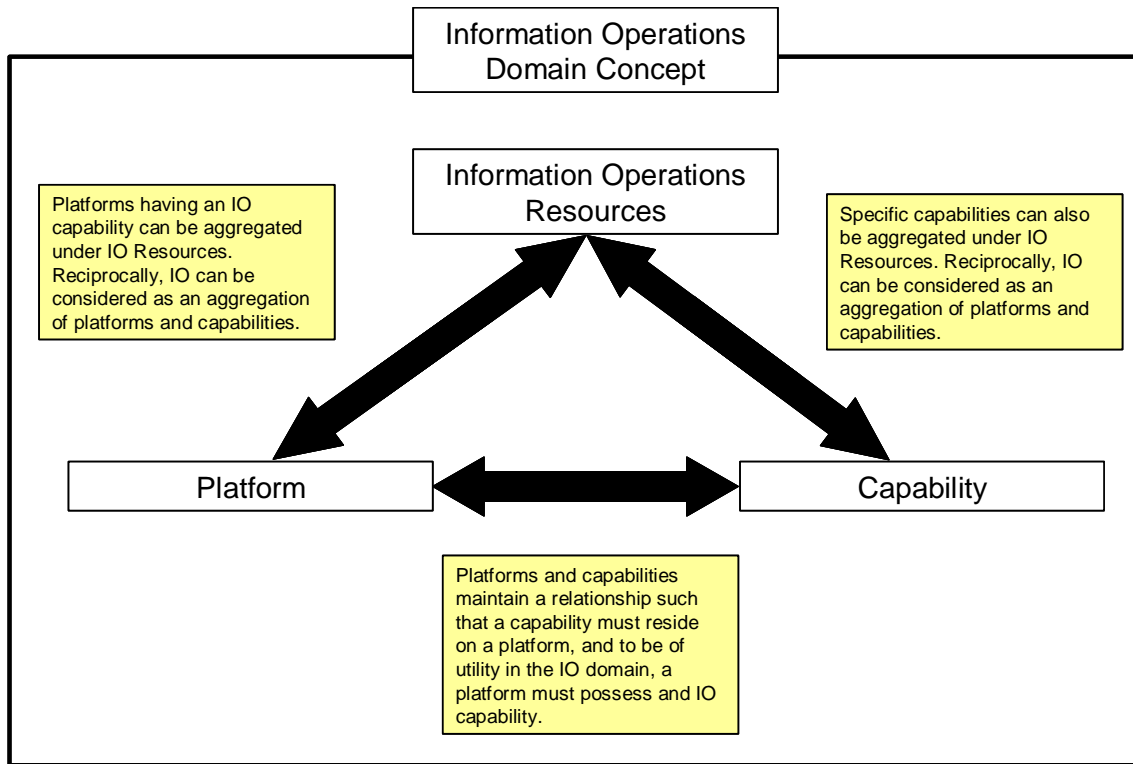 Information Operations
Domain Concept
Information Operations
Resources
Platforms having an IO
capability can be aggregated
under IO Resources.
Reciprocally, IO can be
considered as an aggregation
of platforms and capabilities.
Specific capabilities can also
be aggregated under IO
Resources. Reciprocally, IO
can be considered as an
aggregation of platforms and
capabilities.
Platform
Capability
Platforms and capabilities
maintain a relationship such
that a capability must reside
on a platform, and to be of
utility in the IO domain, a
platform must possess and IO
capability.